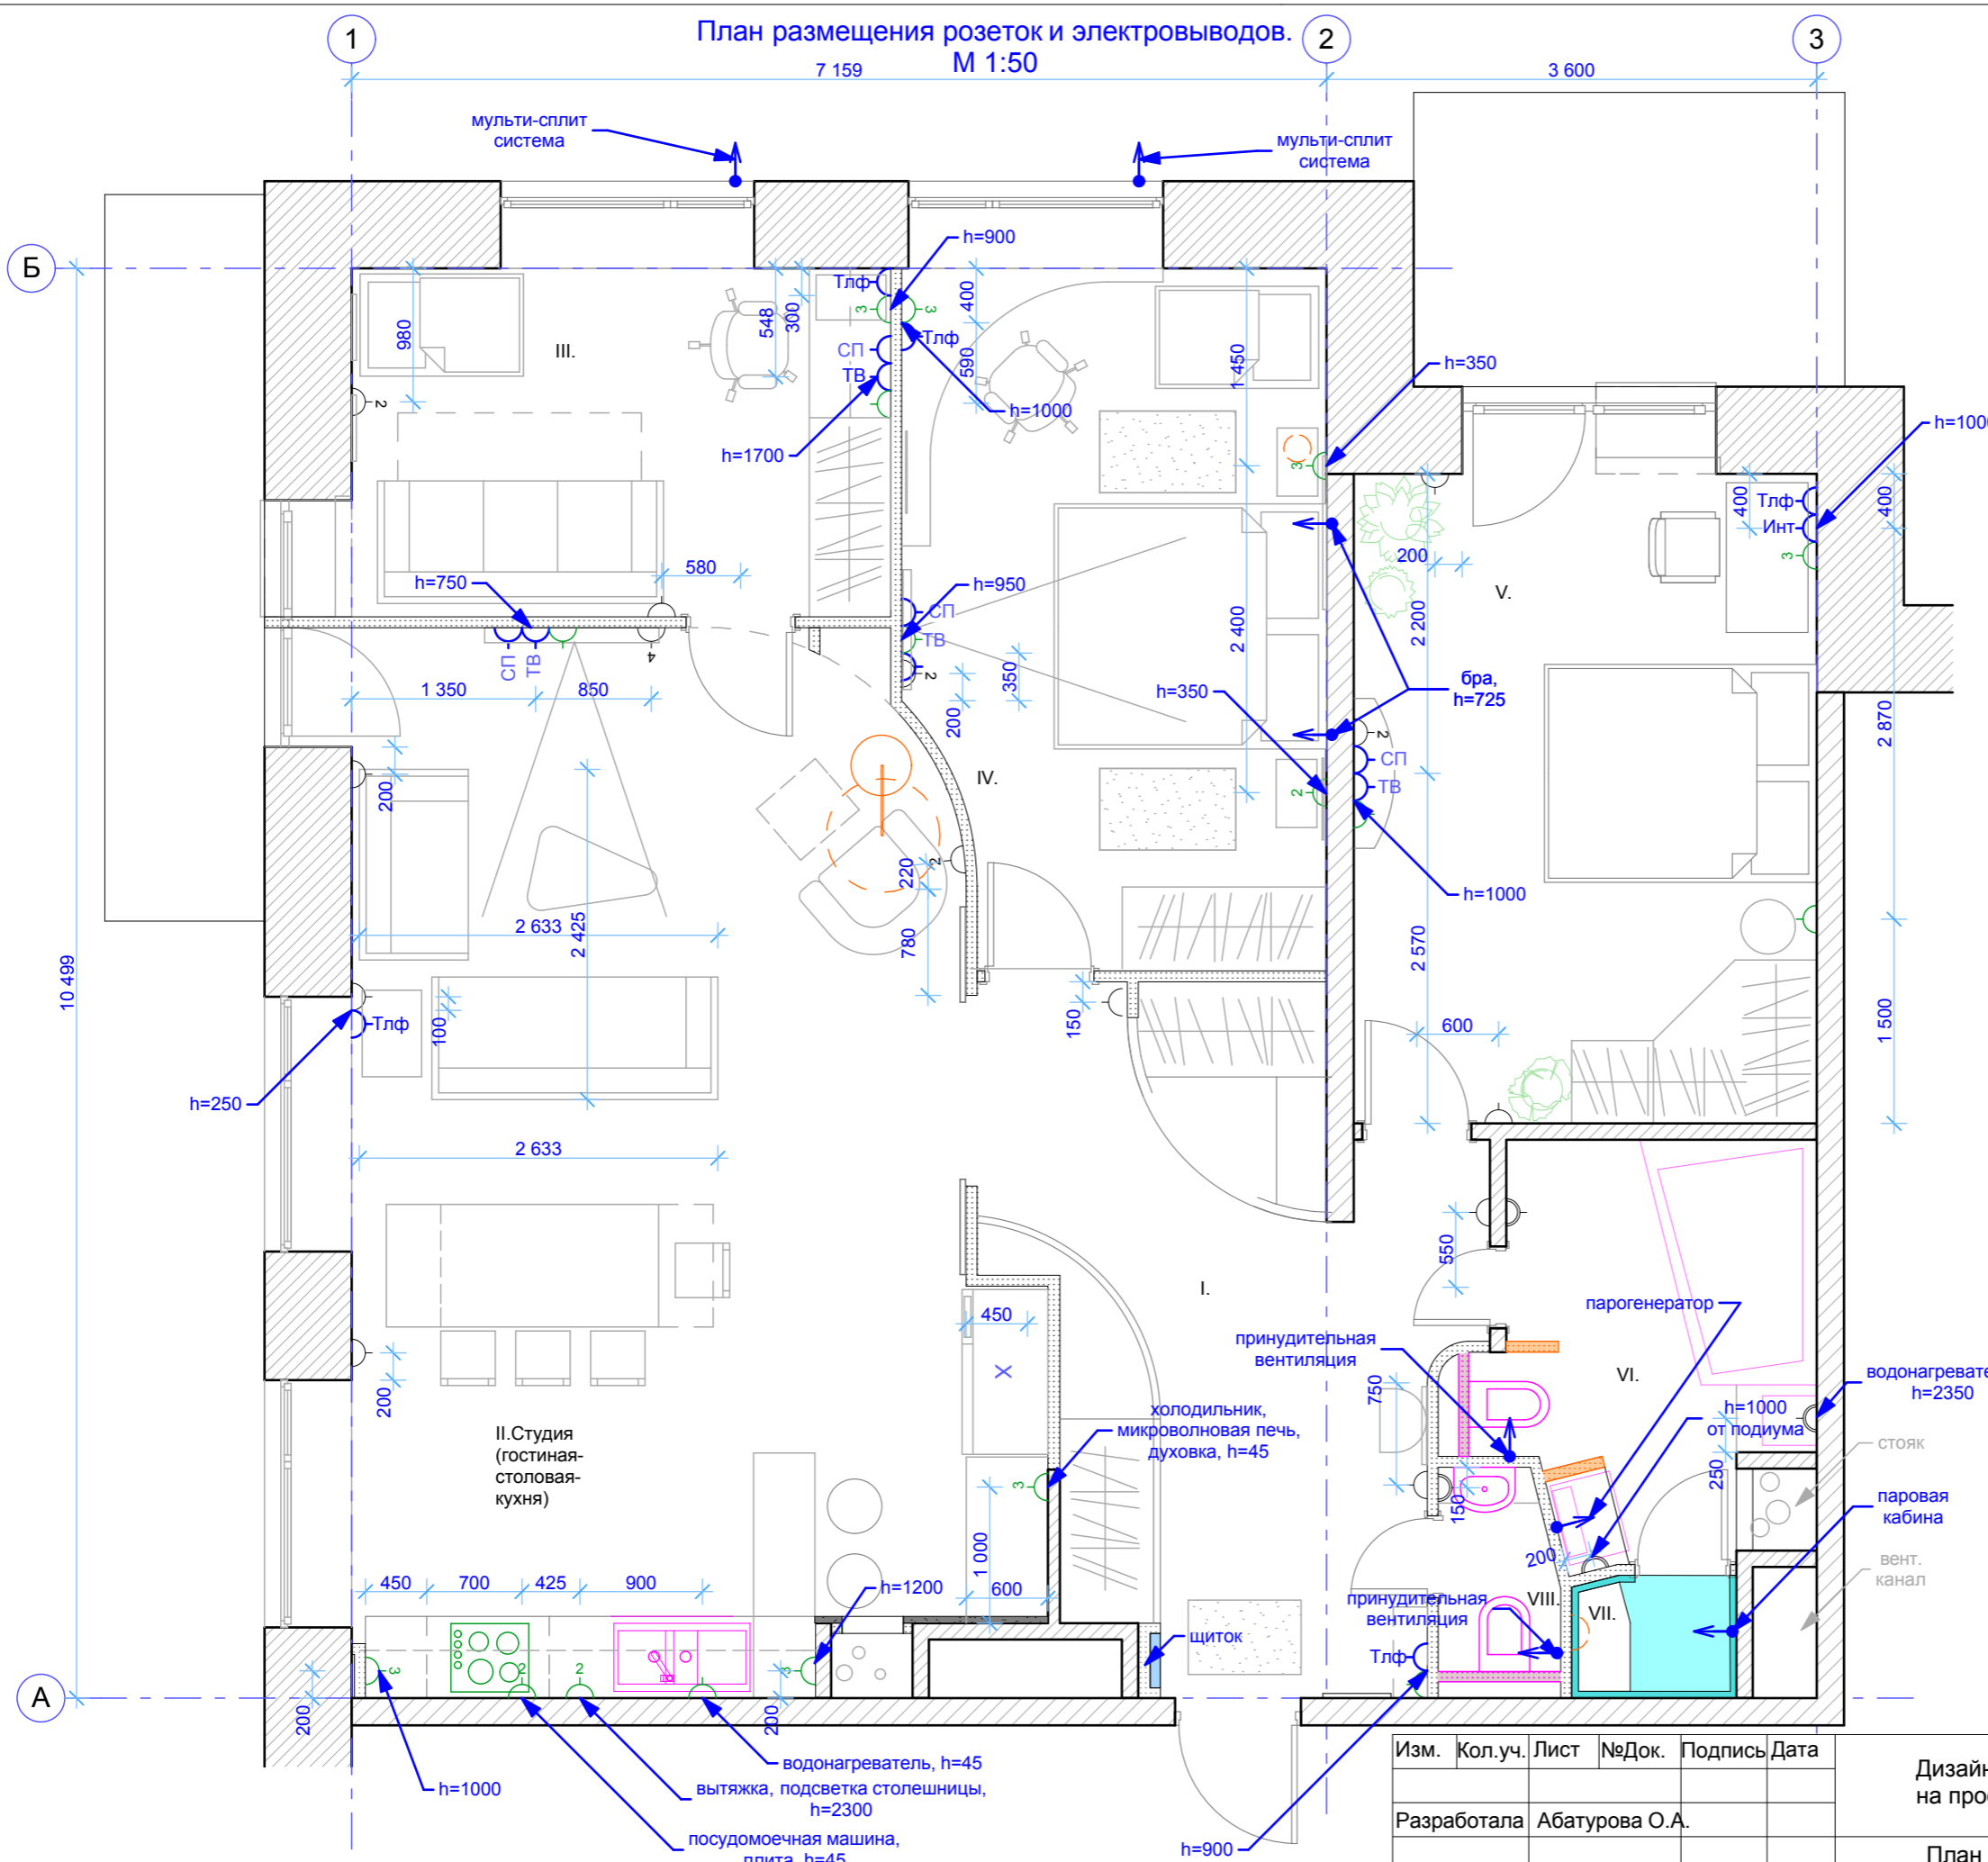 План размещения розеток и электровыводов.
М 1:50
1
2
3
7 159
3 600
мульти-сплит
система
мульти-сплит
система
Б
h=900
Тлф
3
3
980
548
300
400
III.
СП
Тлф
590
1 450
h=350
ТВ
2
h=1000
h=1000
h=1700
3
400
Тлф
400
Инт
3
200
580
h=750
h=950
V.
СП
ТВ
2 200
2 400
СП
ТВ
4
350
2
бра,
h=725
1 350
850
h=350
200
2
СП
2 870
ТВ
IV.
200
2
2
220
h=1000
2 633
2 425
780
2 570
10 499
100
Тлф
150
600
1 500
h=250
2 633
550
I.
парогенератор
450
принудительная
вентиляция
X
VI.
750
h=2350
200
h=1000
от подиума
холодильник,
микроволновая печь,
духовка, h=45
II.Студия
(гостиная-
столовая-
кухня)
стояк
250
3
150
паровая
кабина
1 000
200
вент.
канал
450
700
425
900
h=1200
600
принудительная
вентиляция
VIII.
VII.
щиток
Тлф
3
2
2
3
А
200
200
водонагреватель, h=45
h=1000
вытяжка, подсветка столешницы,
h=2300
посудомоечная машина,
плита, h=45
h=900
Изм.
Кол.уч.
Лист
№Док.
Подпись
Дата
Разработала
Абатурова О.А.
План